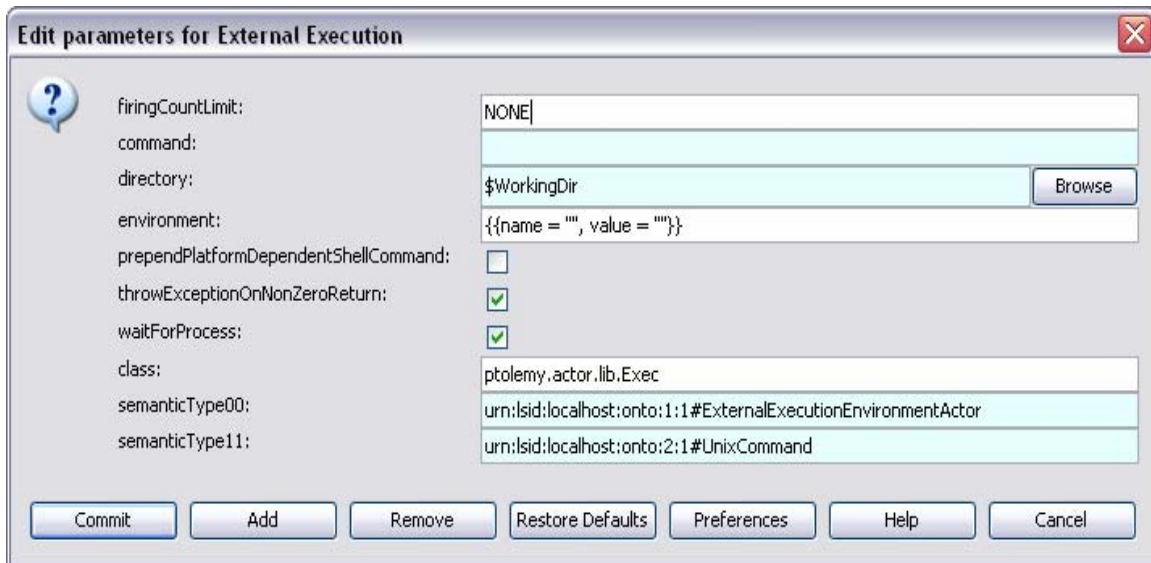 Edit parameters for External Execution
firingCountLimit: NONE
command:
directory: $WorkingDir Browse
environment: {{name = "", value = ""}}
prependPlatformDependentShellCommand:
throwExceptionOnNonZeroReturn:
waitForProcess:
class: ptolemy.actor.lib.Exec
semanticType00: urn:lsid:localhost:onto:1:1#ExternalExecutionEnvironmentActor
semanticType11: urn:lsid:localhost:onto:2:1#UnixCommand
Commit Add Remove Restore Defaults Preferences Help Cancel